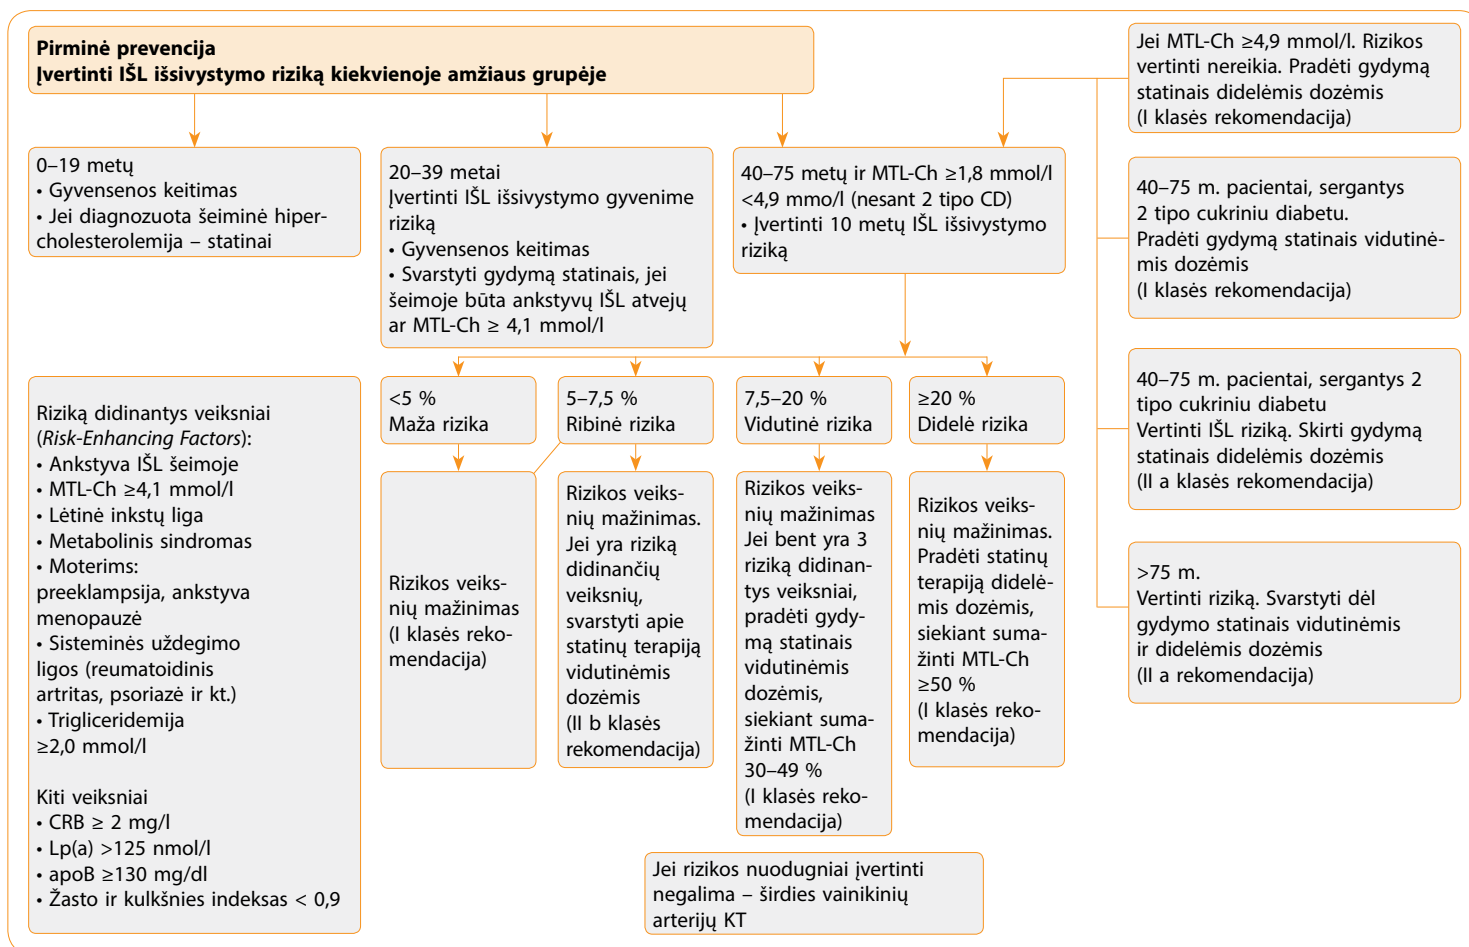 Pirminė prevencija
Įvertinti IŠL išsivystymo riziką kiekvienoje amžiaus grupėje
0–19 metų
• Gyvensenos keitimas
• Jei diagnozuota šeiminė hiper-
cholesterolemija – statinai
20–39 metai
Įvertinti IŠL išsivystymo gyvenime
riziką
• Gyvensenos keitimas
• Svarstyti gydymą statinais, jei
šeimoje būta ankstyvų IŠL atvejų
ar MTL-Ch ≥ 4,1 mmol/l
40–75 metų ir MTL-Ch ≥1,8 mmol/l
<4,9 mmo/l (nesant 2 tipo CD)
• Įvertinti 10 metų IŠL išsivystymo
riziką
Jei MTL-Ch ≥4,9 mmol/l. Rizikos
vertinti nereikia. Pradėti gydymą
statinais didelėmis dozėmis
(I klasės rekomendacija)
40–75 m. pacientai, sergantys
2 tipo cukriniu diabetu.
Pradėti gydymą statinais vidutinė-
mis dozėmis
(I klasės rekomendacija)
40–75 m. pacientai, sergantys 2
tipo cukriniu diabetu
Vertinti IŠL riziką. Skirti gydymą
statinais didelėmis dozėmis
(II a klasės rekomendacija)
>75 m.
Vertinti riziką. Svarstyti dėl
gydymo statinais vidutinėmis
ir didelėmis dozėmis
(II a rekomendacija)
Riziką didinantys veiksniai
(Risk-Enhancing Factors):
• Ankstyva IŠL šeimoje
• MTL-Ch ≥4,1 mmol/l
• Lėtinė inkstų liga
• Metabolinis sindromas
• Moterims:
preeklampsija, ankstyva
menopauzė
• Sisteminės uždegimo
ligos (reumatoidinis
artritas, psoriazė ir kt.)
• Trigliceridemija
≥2,0 mmol/l
Kiti veiksniai
• CRB ≥ 2 mg/l
• Lp(a) >125 nmol/l
• apoB ≥130 mg/dl
• Žasto ir kulkšnies indeksas < 0,9
<5 %
Maža rizika
5–7,5 %
Ribinė rizika
7,5–20 %
Vidutinė rizika
≥20 %
Didelė rizika
Rizikos veiks-
nių mažinimas
(I klasės reko-
mendacija)
Rizikos veiks-
nių mažinimas.
Jei yra riziką
didinančių
veiksnių,
svarstyti apie
statinų terapiją
vidutinėmis
dozėmis
(II b klasės
rekomendacija)
Rizikos veiks-
nių mažinimas
Jei bent yra 3
riziką didinan-
tys veiksniai,
pradėti gydy-
mą statinais
vidutinėmis
dozėmis,
siekiant suma-
žinti MTL-Ch
30–49 %
(I klasės reko-
mendacija)
Rizikos veiks-
nių mažinimas.
Pradėti statinų
terapiją didelė-
mis dozėmis,
siekiant suma-
žinti MTL-Ch
≥50 %
(I klasės reko-
mendacija)
Jei rizikos nuodugniai įvertinti
negalima – širdies vainikinių
arterijų KT